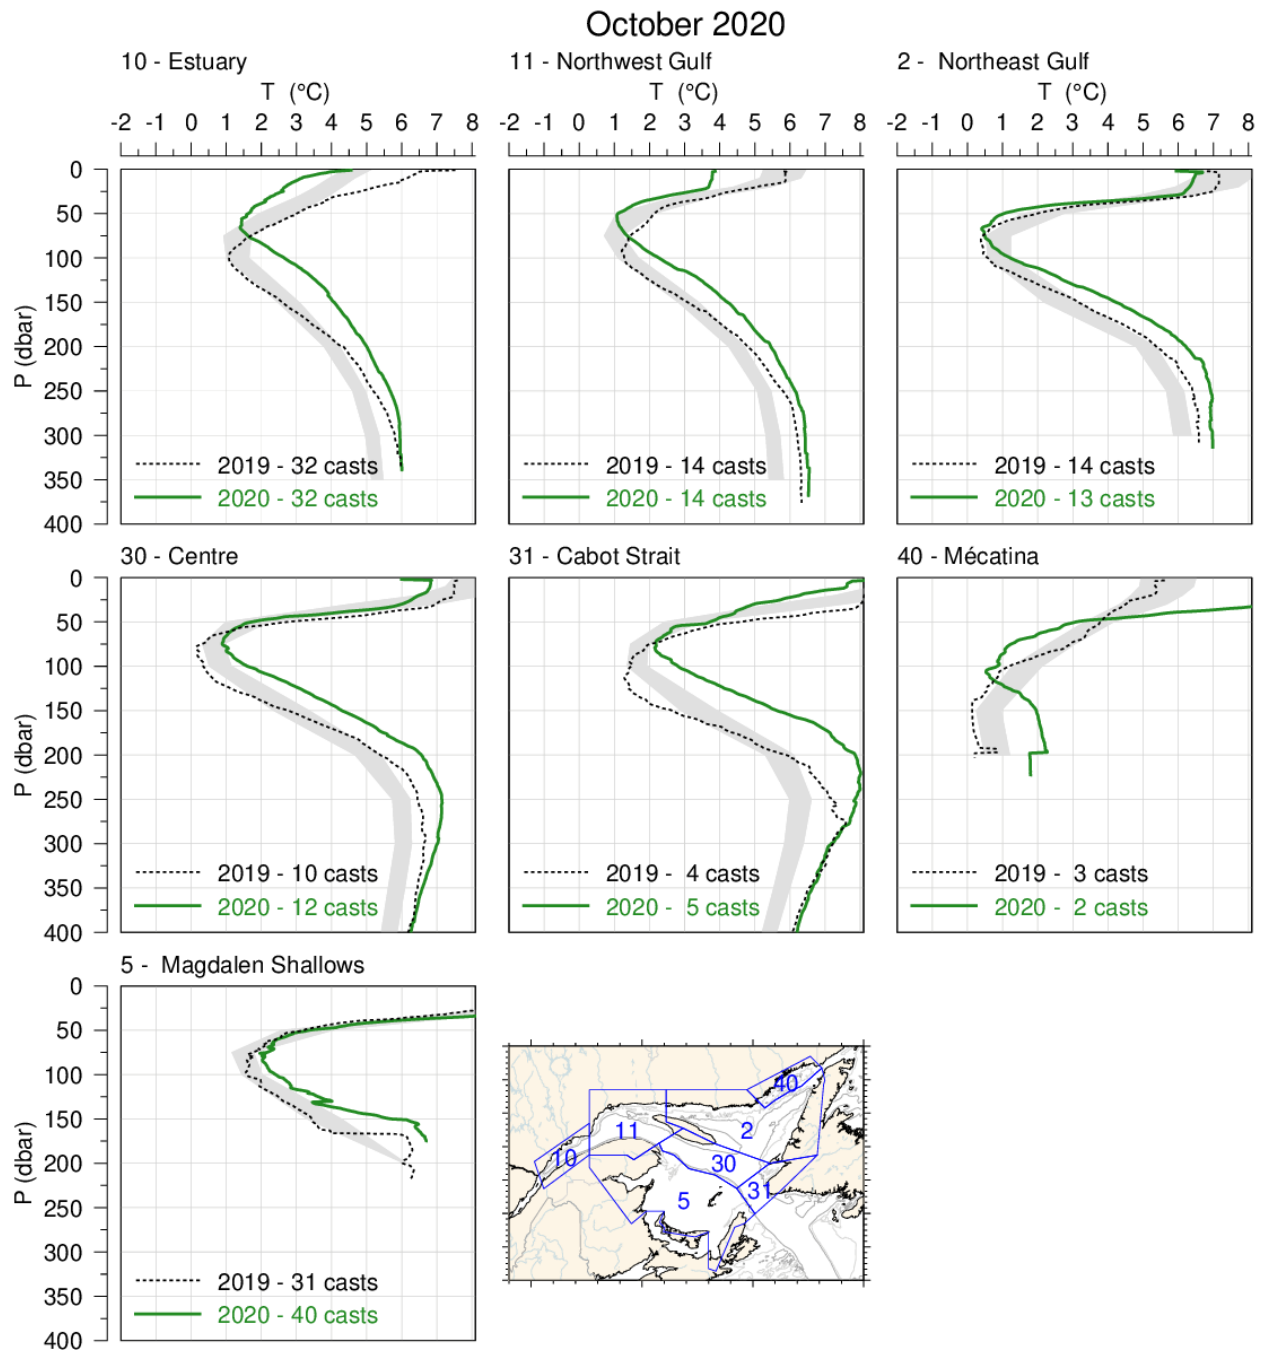 October 2020
10 - Estuary
11 - Northwest Gulf
2 - Northeast Gulf
T (°C)
T (°C)
T (°C)
-2 -1 0 1 2 3 4 5 6 7 8
-2 -1 0 1 2 3 4 5 6 7 8
-2 -1 0 1 2 3 4 5 6 7 8
P (dbar)
0
50
100
150
200
250
300
350
400
2019 - 32 casts
2020 - 32 casts
2019 - 14 casts
2020 - 14 casts
2019 - 14 casts
2020 - 13 casts
30 - Centre
31 - Cabot Strait
40 - Mécatina
P (dbar)
0
50
100
150
200
250
300
350
400
2019 - 10 casts
2020 - 12 casts
2019 - 4 casts
2020 - 5 casts
2019 - 3 casts
2020 - 2 casts
5 - Magdalen Shallows
P (dbar)
0
50
100
150
200
250
300
350
400
2019 - 31 casts
2020 - 40 casts
40
11
2
10
30
31
5